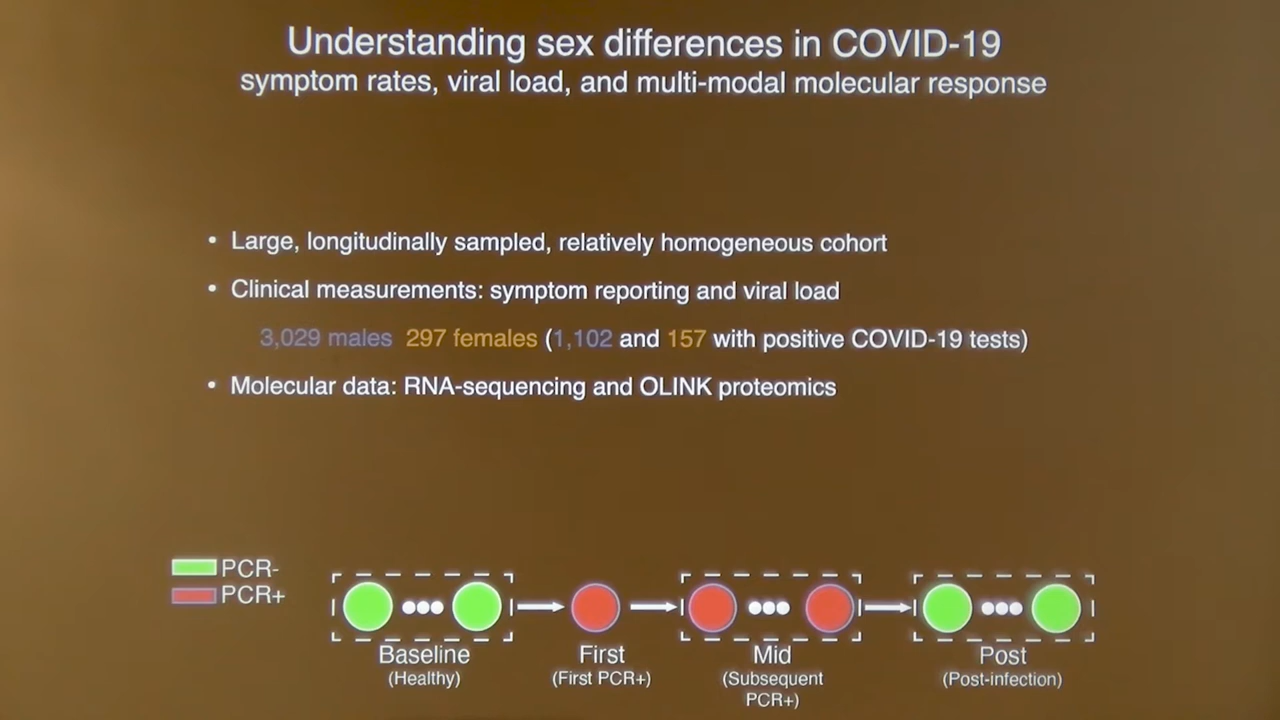 Understanding sex differences in COVID-19
symptom rates, viral load, and multi-modal molecular response
• Large, longitudinally sampled, relatively homogeneous cohort
• Clinical measurements: symptom reporting and viral load
3,029 males 297 females (1,102 and 157 with positive COVID-19 tests)
• Molecular data: RNA-sequencing and OLINK proteomics
PCR-
PCR+
Baseline
(Healthy)
First
(First PCR+)
Mid
(Subsequent
PCR+)
Post
(Post-infection)